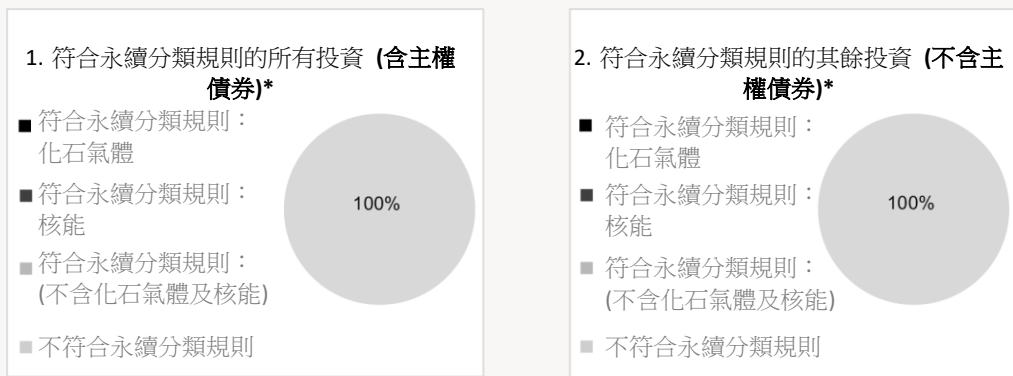 1. 符合永續分類規則的所有投資 (含主權
債券)*
符合永續分類規則：
化石氣體
符合永續分類規則：
核能
符合永續分類規則：
(不含化石氣體及核能)
不符合永續分類規則
100%
2. 符合永續分類規則的其餘投資 (不含主
權債券)*
符合永續分類規則：
化石氣體
符合永續分類規則：
核能
符合永續分類規則：
(不含化石氣體及核能)
不符合永續分類規則
100%